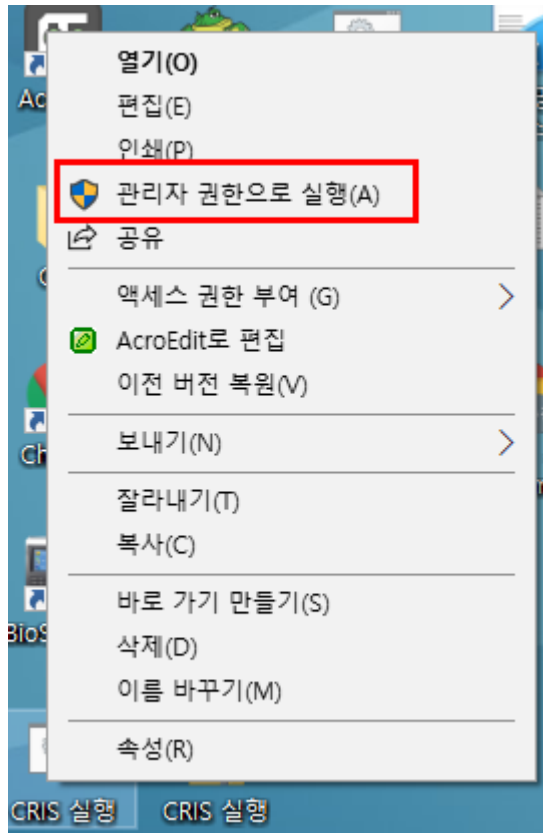 열기(O)
편집(E)
인쇄(P)
관리자 권한으로 실행(A)
공유
액세스 권한 부여 (G)
AcroEdit로 편집
이전 버전 복원(V)
보내기(N)
잘라내기(T)
복사(C)
바로 가기 만들기(S)
삭제(D)
이름 바꾸기(M)
속성(R)
CRIS 실행
CRIS 실행